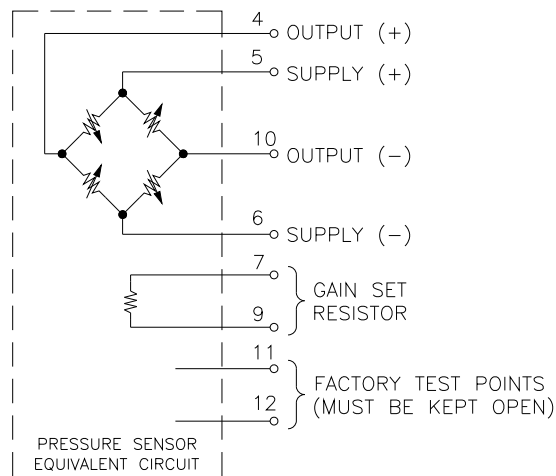 4 OUTPUT (+)
5 SUPPLY (+)
10 OUTPUT (−)
6 SUPPLY (−)
7
GAIN SET
RESISTOR
9
11
FACTORY TEST POINTS
(MUST BE KEPT OPEN)
12
PRESSURE SENSOR
EQUIVALENT CIRCUIT